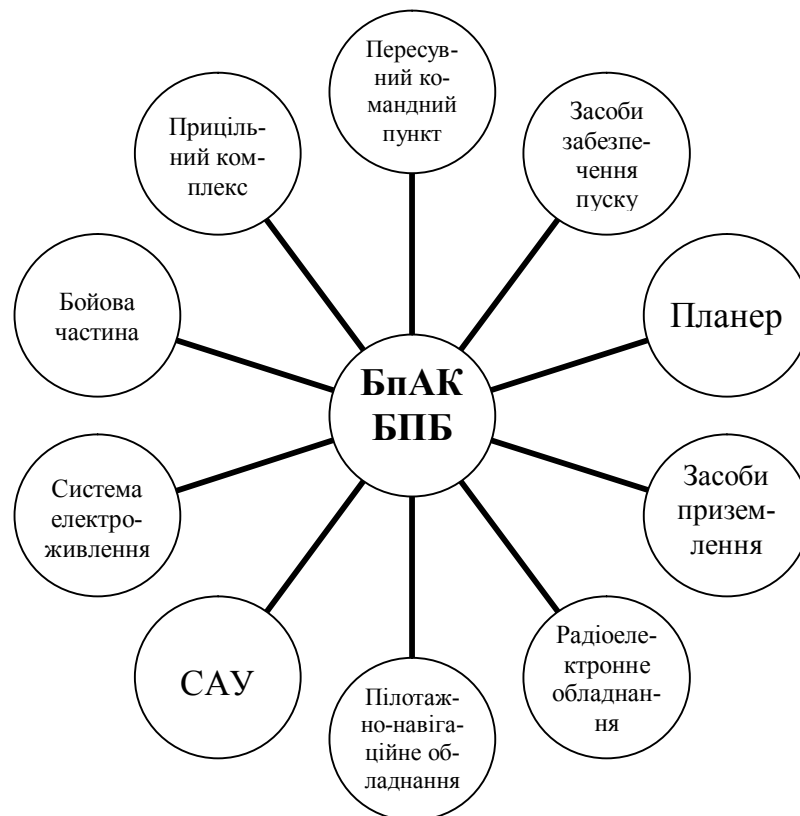 Пересув-
ний ко-
мандний
пункт
Засоби
забезпе-
чення
пуску
Планер
Засоби
призем-
лення
Радіоеле-
ктронне
обладнан-
ня
Пілотаж-
но-навіга-
ційне об-
ладнання
САУ
Система
електро-
живлення
Бойова
частина
Приціль-
ний ком-
плекс
БпАК
БПБ